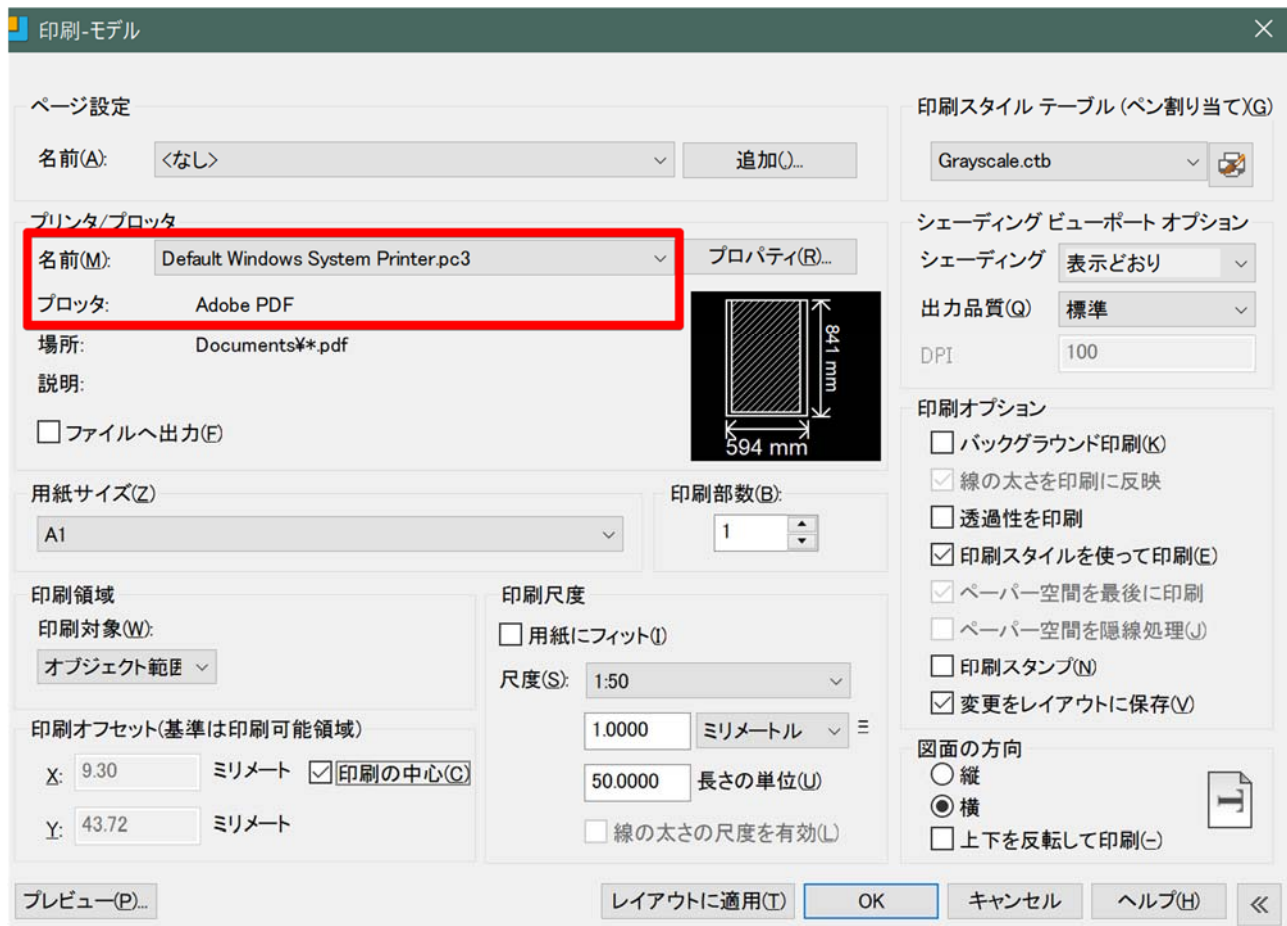 印刷-モデル
ページ設定
名前(A):
<なし>
追加(.)...
プリンタ/プロッタ
名前(M):
Default Windows System Printer.pc3
プロパティ(R)...
プロッタ:
Adobe PDF
場所:
Documents¥*.pdf
説明:
841 mm
594 mm
ファイルへ出力(F)
用紙サイズ(Z)
A1
印刷部数(B):
1
印刷領域
印刷対象(W):
オブジェクト範囲
印刷オフセット(基準は印刷可能領域)
X:
9.30
ミリメート
印刷の中心(C)
Y:
43.72
ミリメート
印刷尺度
用紙にフィット(I)
尺度(S):
1:50
1.0000
ミリメートル
=
50.0000
長さの単位(U)
線の太さの尺度を有効(L)
印刷スタイル テーブル (ペン割り当て)(G)
Grayscale.ctb
シェーディング ビューポート オプション
シェーディング
表示どおり
出力品質(Q)
標準
DPI
100
印刷オプション
バックグラウンド印刷(K)
線の太さを印刷に反映
透過性を印刷
印刷スタイルを使って印刷(E)
ペーパー空間を最後に印刷
ペーパー空間を隠線処理(J)
印刷スタンプ(N)
変更をレイアウトに保存(V)
図面の方向
縦
横
上下を反転して印刷(-)
プレビュー(P)...
レイアウトに適用(T)
OK
キャンセル
ヘルプ(H)